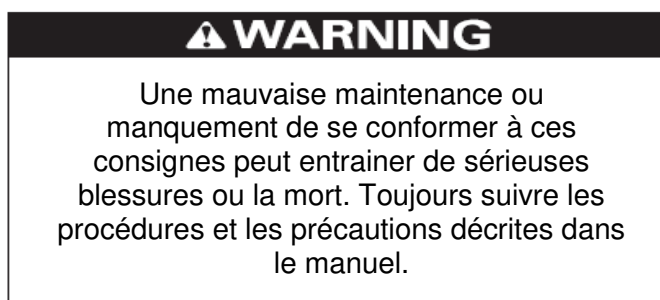 WARNING
Une mauvaise maintenance ou
manquement de se conformer à ces
consignes peut entrainer de sérieuses
blessures ou la mort. Toujours suivre les
procédures et les précautions décrites dans
le manuel.